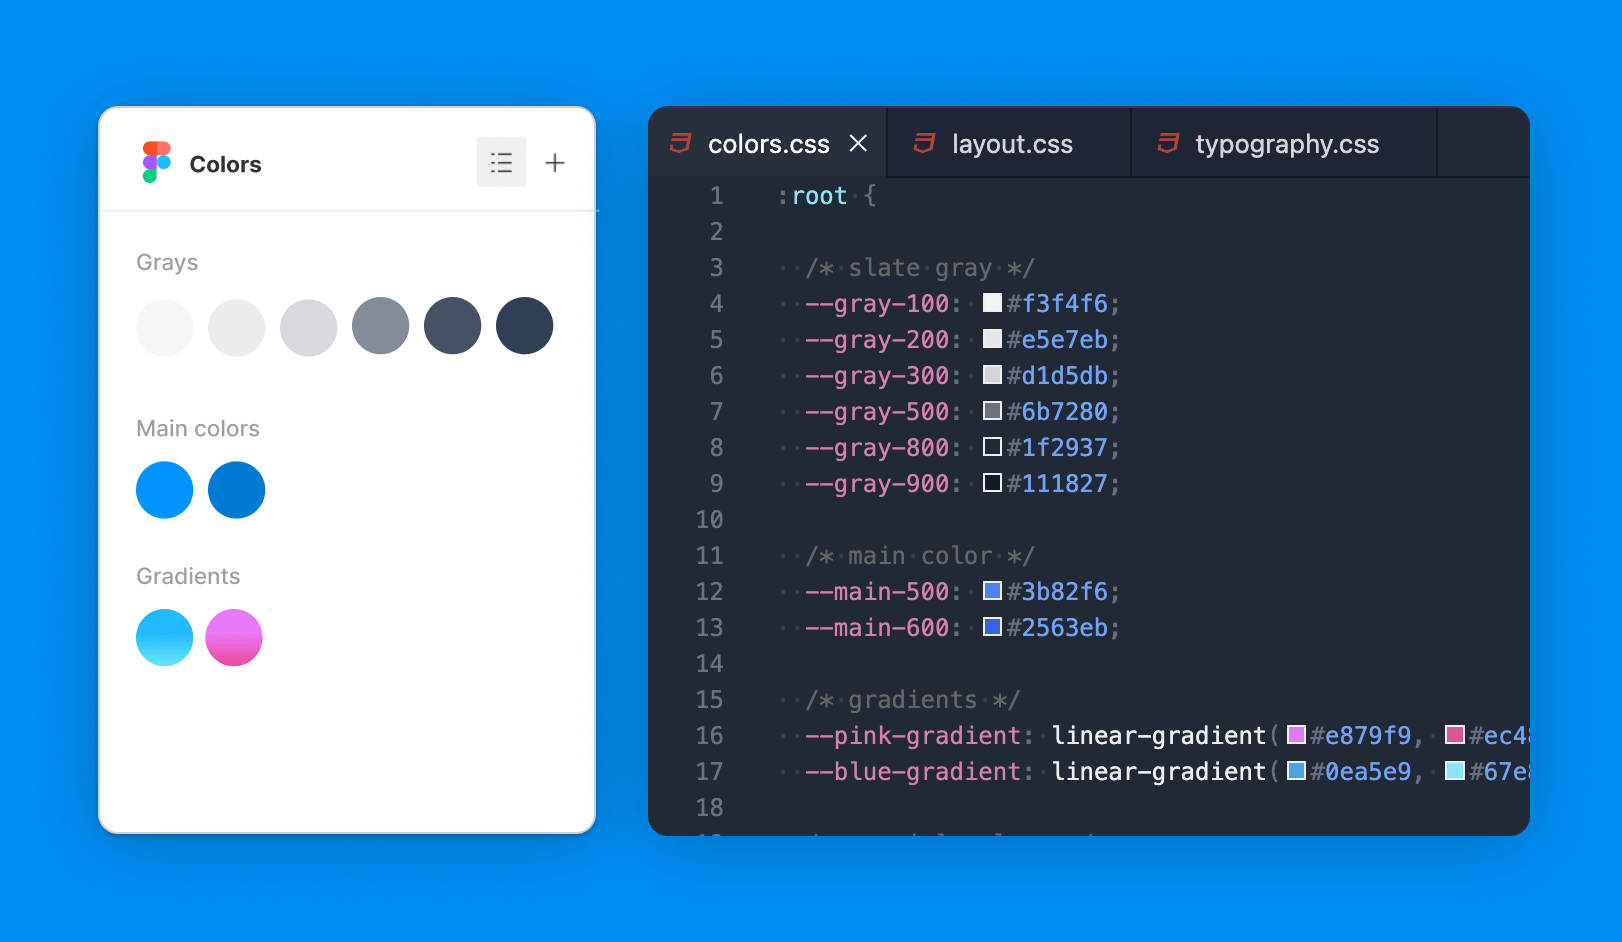 Colors
Grays
Main colors
Gradients
colors.css
layout.css
typography.css
1 :root {
2
3 /* slate gray */
4 --gray-100: #f3f4f6;
5 --gray-200: #e5e7eb;
6 --gray-300: #d1d5db;
7 --gray-500: #6b7280;
8 --gray-800: #1f2937;
9 --gray-900: #111827;
10
11 /* main color */
12 --main-500: #3b82f6;
13 --main-600: #2563eb;
14
15 /* gradients */
16 --pink-gradient: linear-gradient(#e879f9, #ec4
17 --blue-gradient: linear-gradient(#0ea5e9, #67e
18